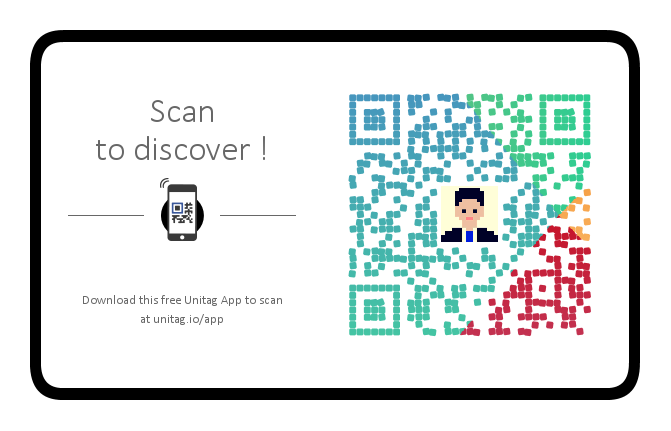 Scan
to discover !
Download this free Unitag App to scan
at unitag.io/app